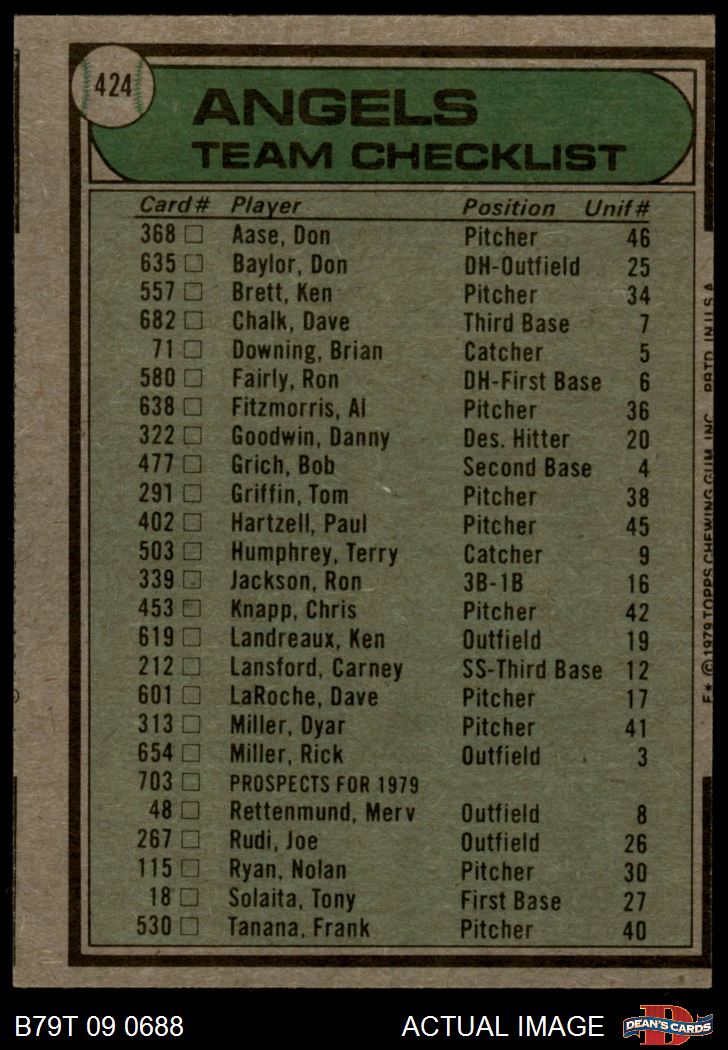 424
ANGELS
TEAM CHECKLIST
Card# Player Position Unif#
368 Aase, Don Pitcher 46
635 Baylor, Don DH-Outfield 25
557 Brett, Ken Pitcher 34
682 Chalk, Dave Third Base 7
71 Downing, Brian Catcher 5
580 Fairly, Ron DH-First Base 6
638 Fitzmorris, Al Pitcher 36
322 Goodwin, Danny Des. Hitter 20
477 Grich, Bob Second Base 4
291 Griffin, Tom Pitcher 38
402 Hartzell, Paul Pitcher 45
503 Humphrey, Terry Catcher 9
339 Jackson, Ron 3B-1B 16
453 Knapp, Chris Pitcher 42
619 Landreaux, Ken Outfield 19
212 Lansford, Carney SS-Third Base 12
601 LaRoche, Dave Pitcher 17
313 Miller, Dyar Pitcher 41
654 Miller, Rick Outfield 3
703 PROSPECTS FOR 1979
48 Rettenmund, Merv Outfield 8
267 Rudi, Joe Outfield 26
115 Ryan, Nolan Pitcher 30
18 Solaita, Tony First Base 27
530 Tanana, Frank Pitcher 40
F* © 1979 TOPPS CHEWING GUM, INC. PRTD. IN U.S.A.
B79T 09 0688 ACTUAL IMAGE
D
DEAN'S CARDS